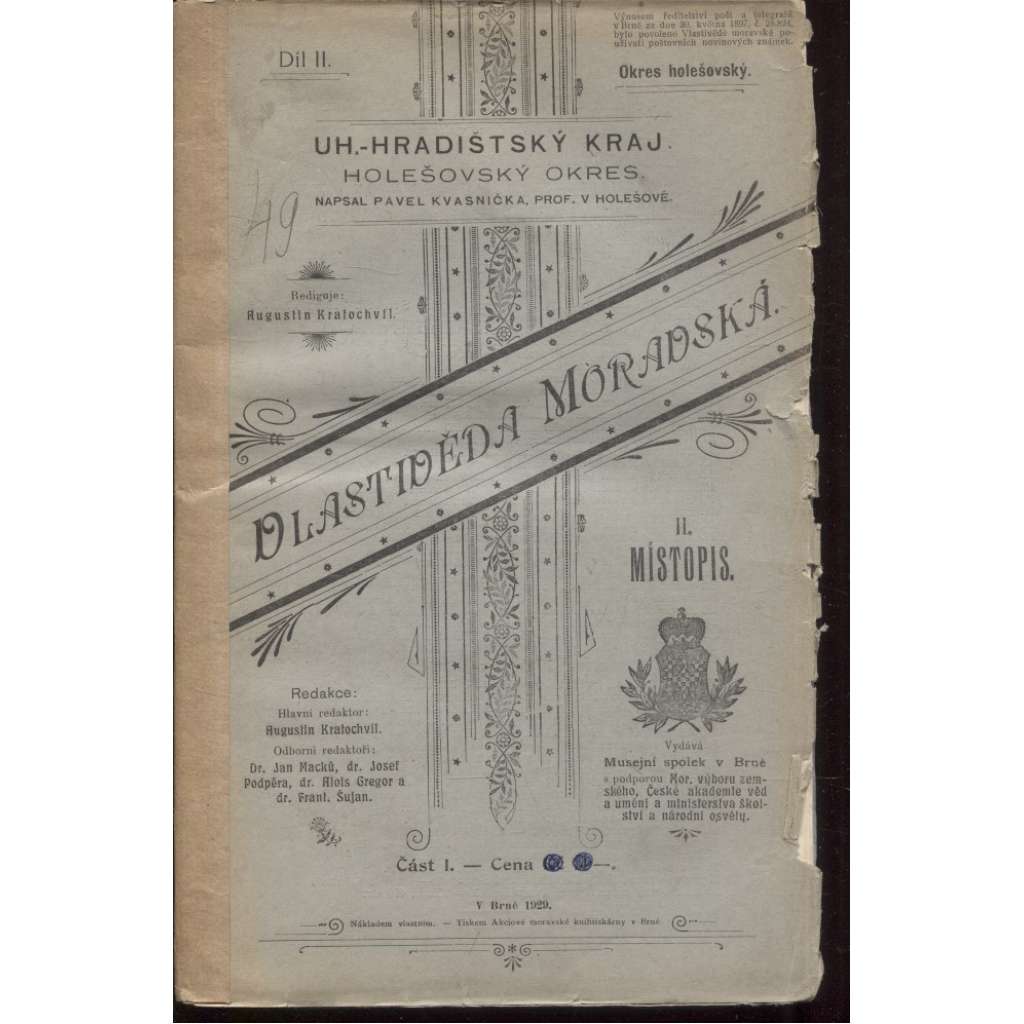 Díl II.
Výnosem ředitelství pošt a telegrafů
v Brně ze dne 30. května 1897, č.
bylo povoleno Vlastivědě moravské po-
užívati poštovních novinových známek.
Okres holešovský.
UH.-HRADIŠTSKÝ KRAJ.
HOLEŠOVSKÝ OKRES.
NAPSAL PAVEL KVASNIČKA, PROF. V HOLEŠOVĚ.
49
Rediguje:
Augustin Kratochvíl.
VLASTIVĚDA MORAVSKÁ.
II.
MÍSTOPIS.
Redakce:
Hlavní redaktor:
Augustin Kratochvíl.
Odborní redaktoři:
Dr. Jan Macků, dr. Josef
Podpěra, dr. Alois Gregor a
dr. Frant. Šujan.
Vydává
Musejní spolek v Brně
s podporou Mor. výboru zem-
ského, České akademie věd
a umění a ministerstva škol-
ství a národní osvěty.
Část I. — Cena —.
V Brně 1929.
Nákladem vlastním. — Tiskem Akciové moravské knihtiskárny v Brně